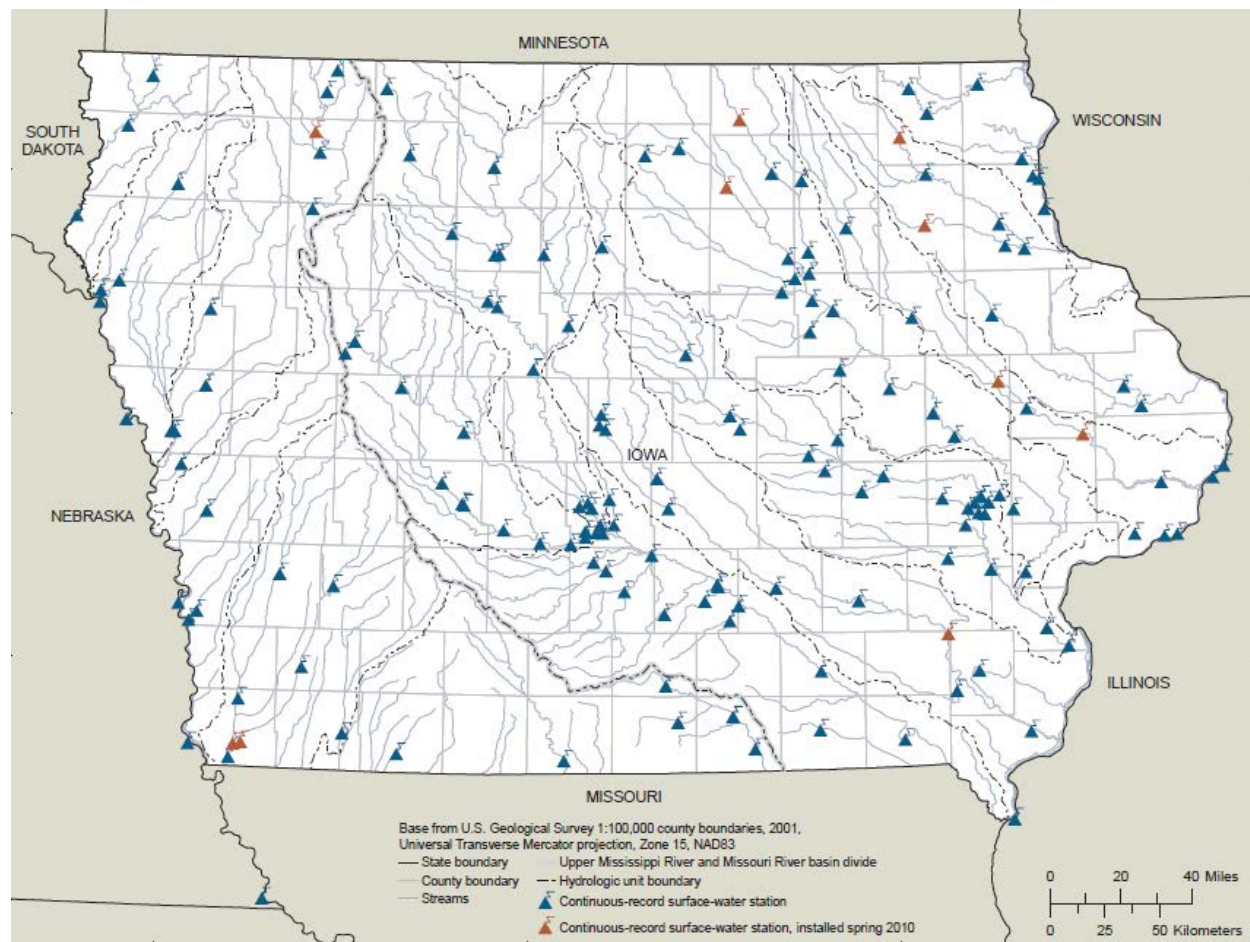 MINNESOTA
SOUTH
DAKOTA
WISCONSIN
IOWA
NEBRASKA
ILLINOIS
MISSOURI
Base from U.S. Geological Survey 1:100,000 county boundaries, 2001,
Universal Transverse Mercator projection, Zone 15, NAD83
State boundary
County boundary
Streams
Upper Mississippi River and Missouri River basin divide
Hydrologic unit boundary
Continuous-record surface-water station
Continuous-record surface-water station, installed spring 2010
0 20 40 Miles
0 25 50 Kilometers